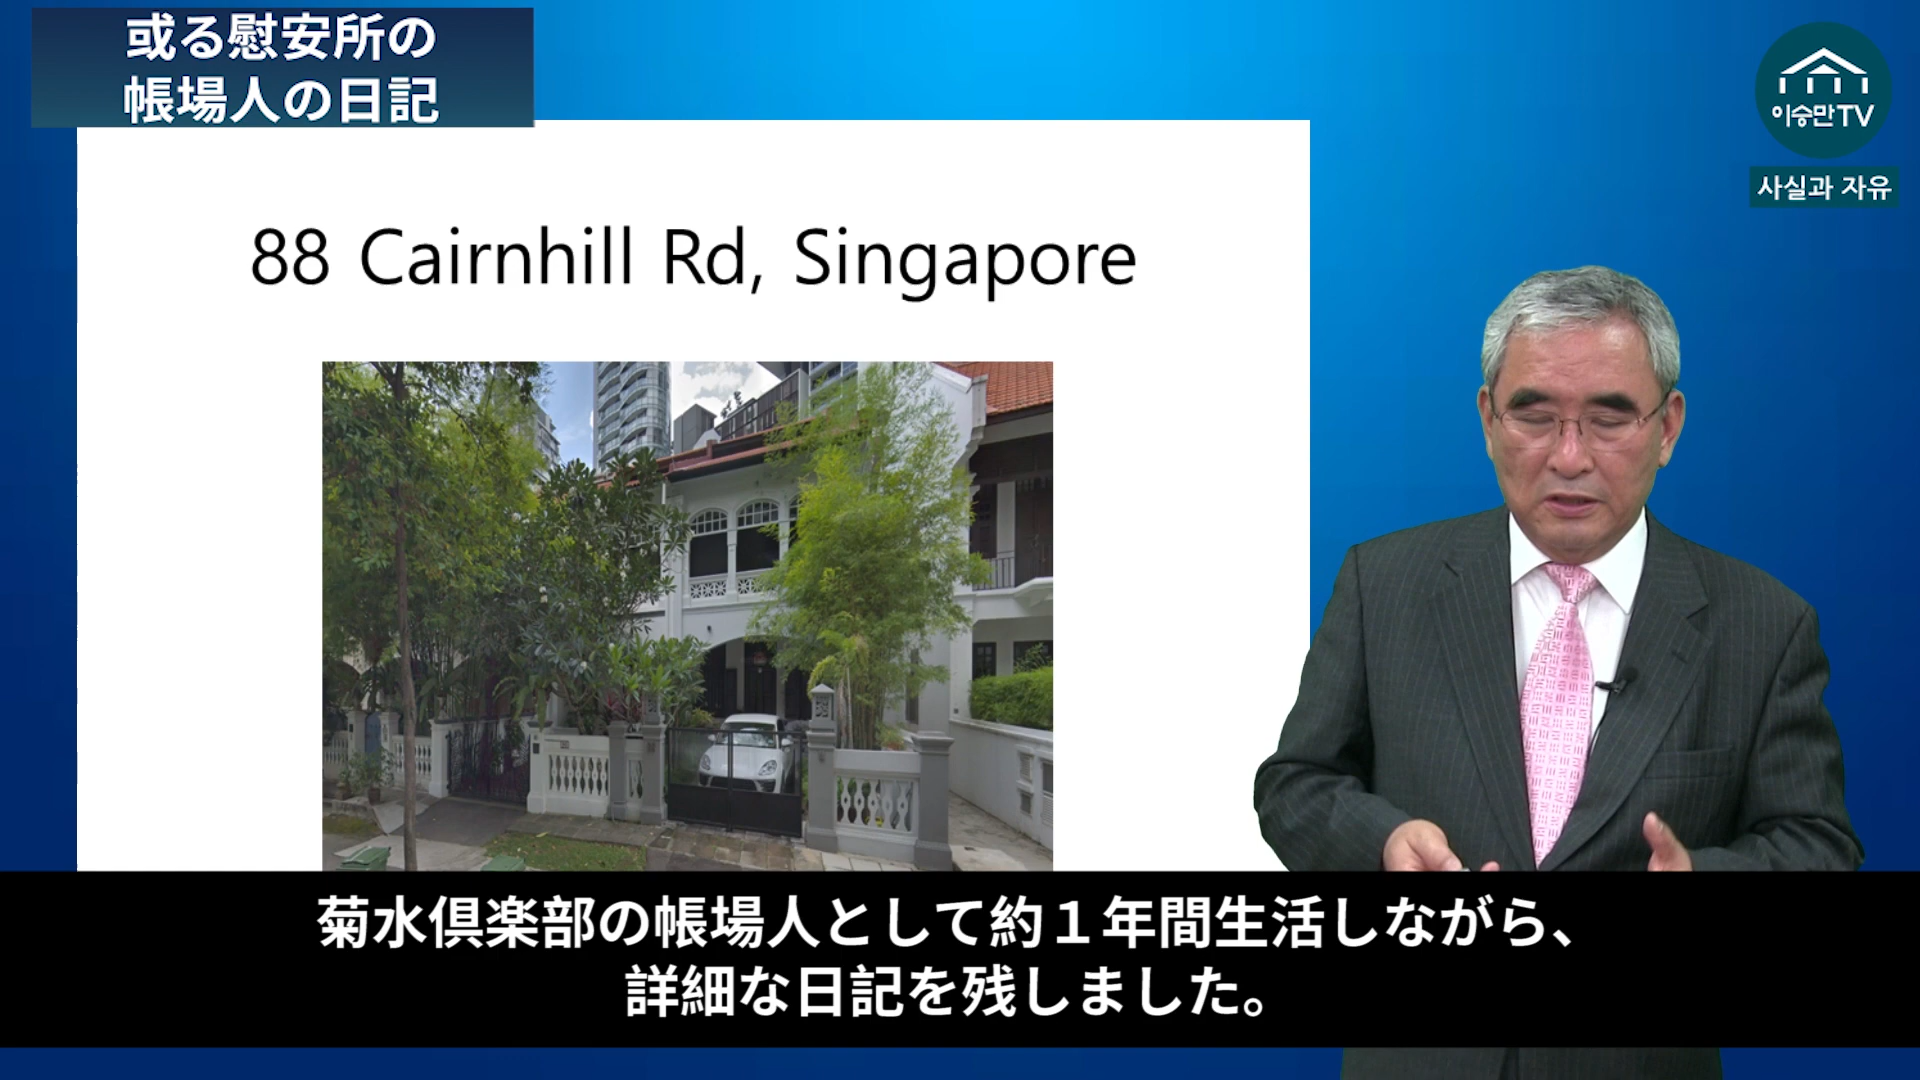 或る慰安所の
帳場人の日記
이승만TV
사실과 자유
88 Cairnhill Rd, Singapore
菊水倶楽部の帳場人として約１年間生活しながら、
詳細な日記を残しました。